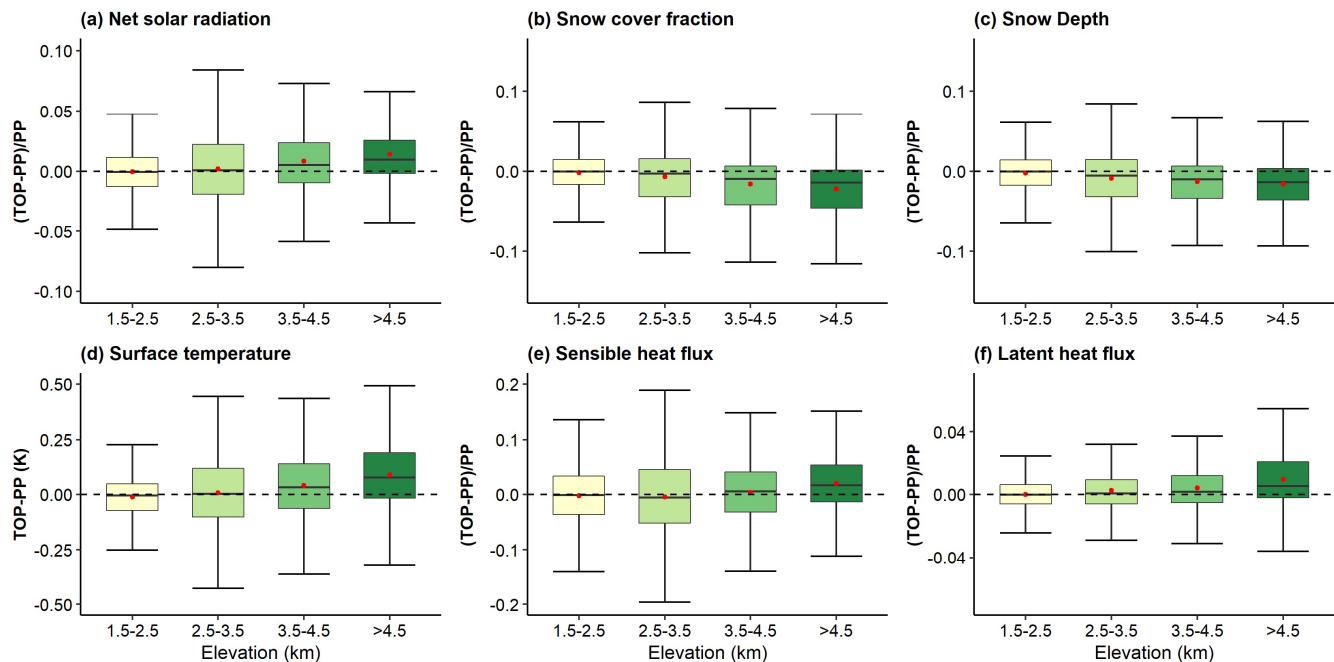 (a) Net solar radiation
(b) Snow cover fraction
(c) Snow Depth
(TOP-PP)/PP
0.10
0.05
0.00
-0.05
-0.10
1.5-2.5 2.5-3.5 3.5-4.5 >4.5
(TOP-PP)/PP
0.1
0.0
-0.1
1.5-2.5 2.5-3.5 3.5-4.5 >4.5
(TOP-PP)/PP
0.1
0.0
-0.1
1.5-2.5 2.5-3.5 3.5-4.5 >4.5
(d) Surface temperature
(e) Sensible heat flux
(f) Latent heat flux
TOP-PP (K)
0.50
0.25
0.00
-0.25
-0.50
1.5-2.5 2.5-3.5 3.5-4.5 >4.5
Elevation (km)
(TOP-PP)/PP
0.2
0.1
0.0
-0.1
-0.2
1.5-2.5 2.5-3.5 3.5-4.5 >4.5
Elevation (km)
(TOP-PP)/PP
0.04
0.00
-0.04
1.5-2.5 2.5-3.5 3.5-4.5 >4.5
Elevation (km)